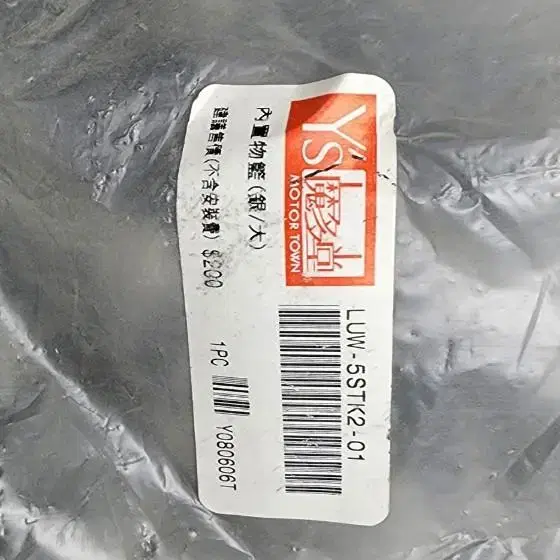 Y'S
MOTOR TOWN
LUW-5STK2-01
內置物籃(銀/大)
建議售價(不含安裝費) $200
1PC
Y080606T